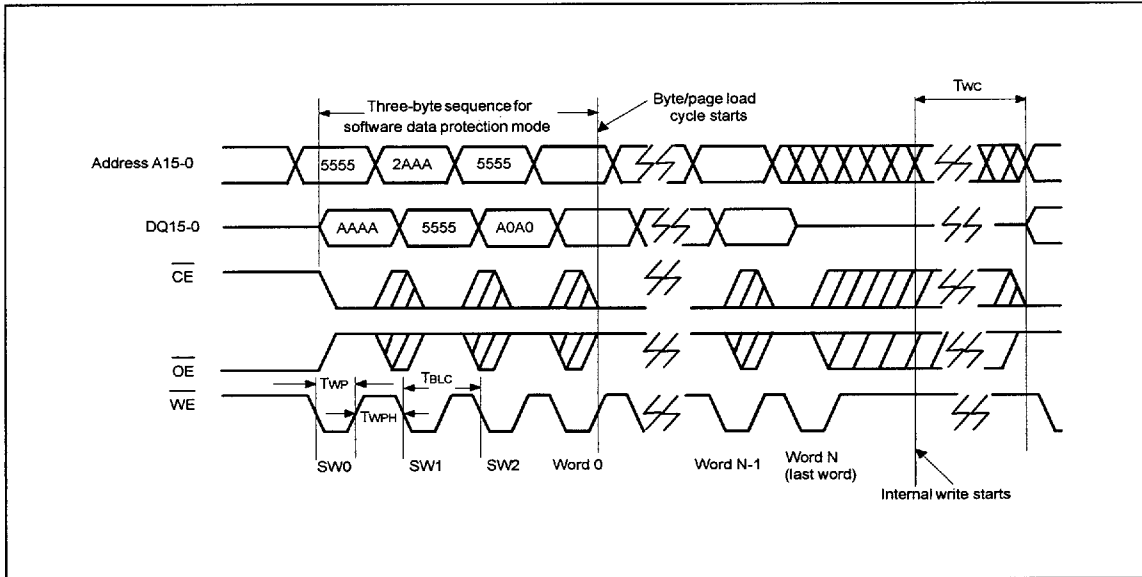 Three-byte sequence for
software data protection mode
Byte/page load
cycle starts
TWC
Address A15-0
5555
2AAA
5555
DQ15-0
AAAA
5555
A0A0
CE
OE
WE
TWP
TWPH
TBLC
SW0
SW1
SW2
Word 0
Word N-1
Word N
(last word)
Internal write starts